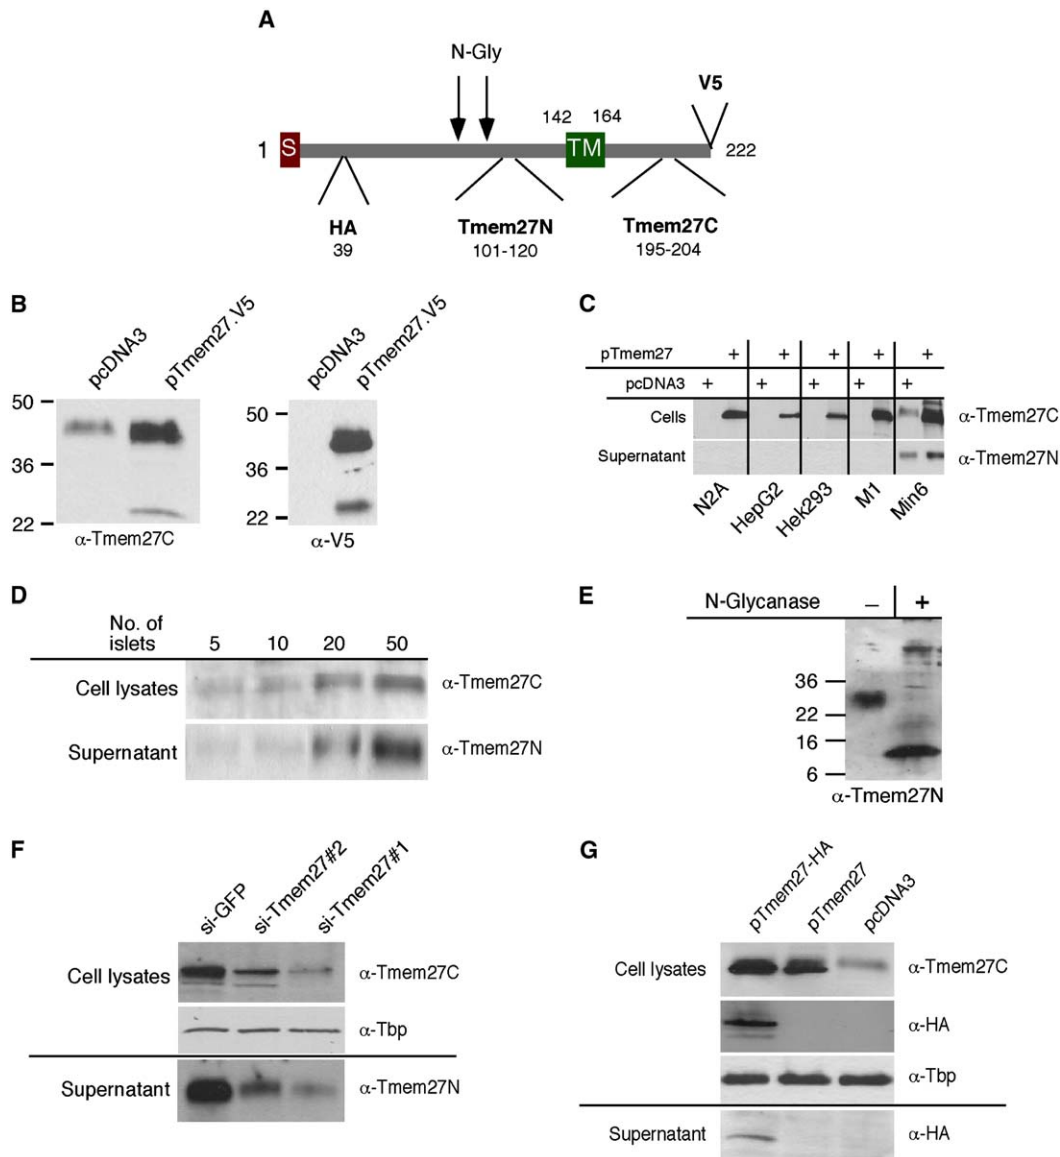 A
N-Gly
V5
142
164
1
S
TM
222
HA
39
Tmem27N
101-120
Tmem27C
195-204
B
pcDNA3
pTmem27.V5
50
36
22
α-Tmem27C
pcDNA3
pTmem27.V5
50
36
22
α-V5
C
pTmem27 + + + + +
pcDNA3 + + + + +
Cells α-Tmem27C
Supernatant α-Tmem27N
N2A
HepG2
Hek293
M1
Min6
D
No. of
islets 5 10 20 50
Cell lysates α-Tmem27C
Supernatant α-Tmem27N
E
N-Glycanase – +
36
22
16
6
α-Tmem27N
F
si-GFP
si-Tmem27#2
si-Tmem27#1
Cell lysates α-Tmem27C
α-Tbp
Supernatant α-Tmem27N
G
pTmem27-HA
pTmem27
pcDNA3
Cell lysates α-Tmem27C
α-HA
α-Tbp
Supernatant α-HA